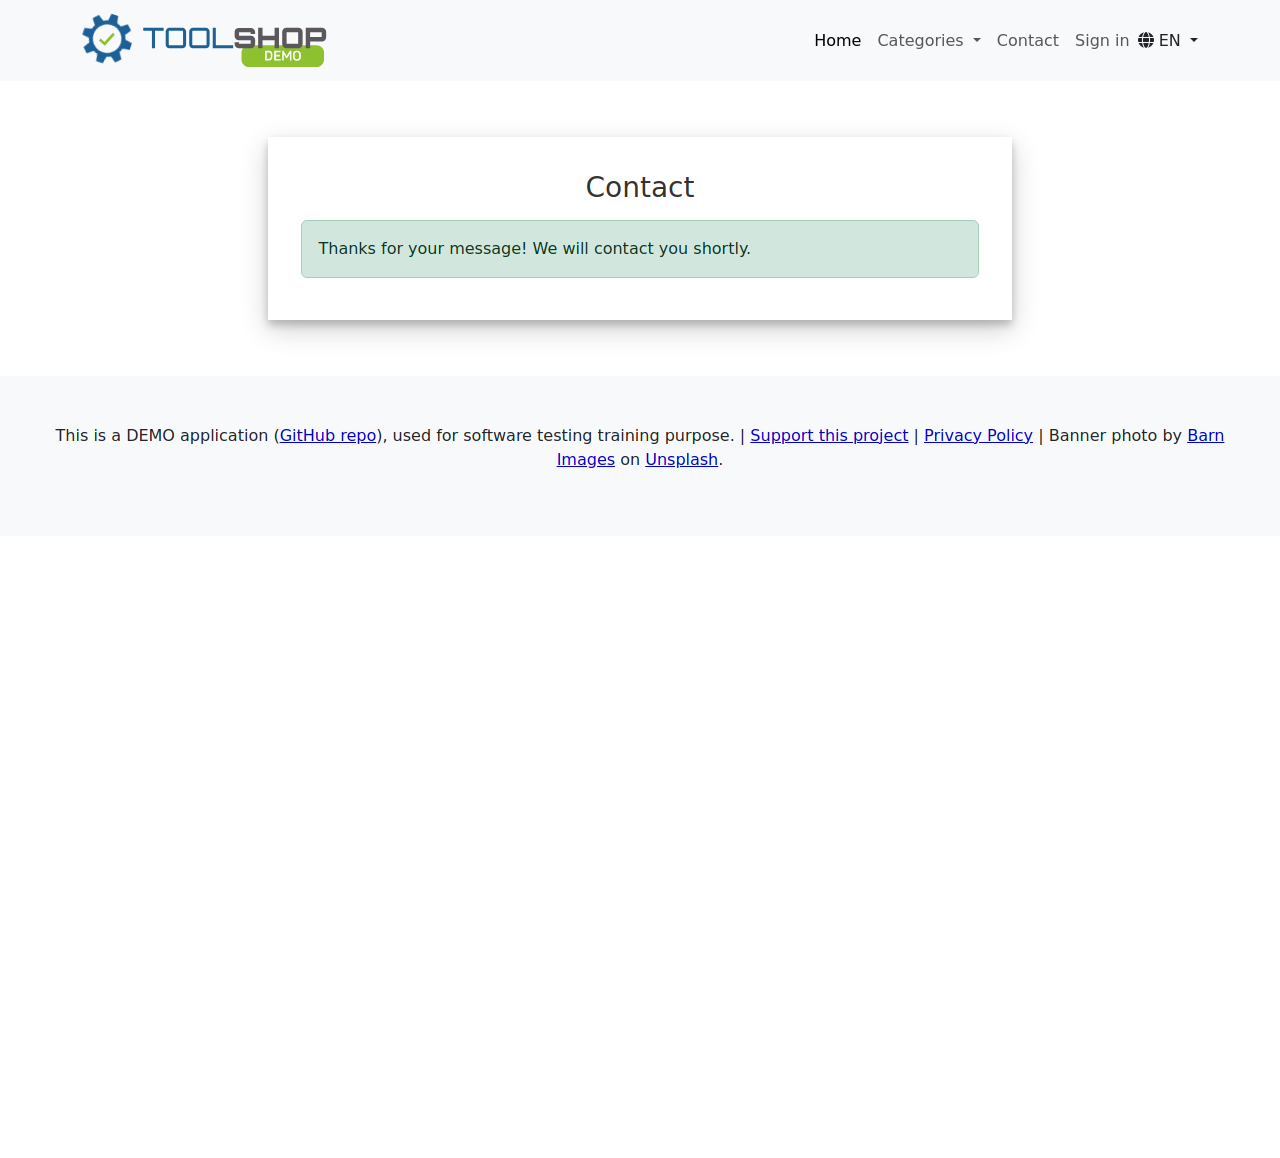 TOOLSHOP
DEMO
Home Categories Contact Sign in EN
Contact
Thanks for your message! We will contact you shortly.
This is a DEMO application (GitHub repo), used for software testing training purpose. | Support this project | Privacy Policy | Banner photo by Barn
Images on Unsplash.